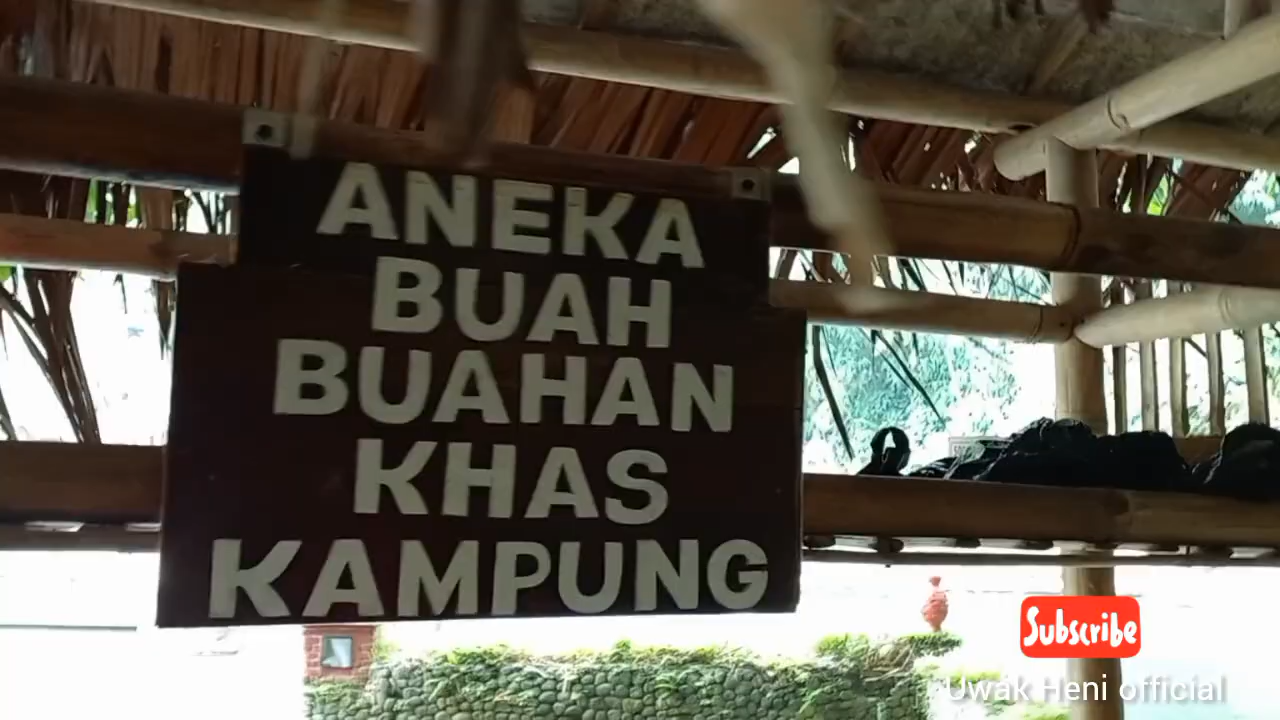 ANEKA
BUAH
BUAHAN
KHAS
KAMPUNG
Subscribe
Uwak Heni official